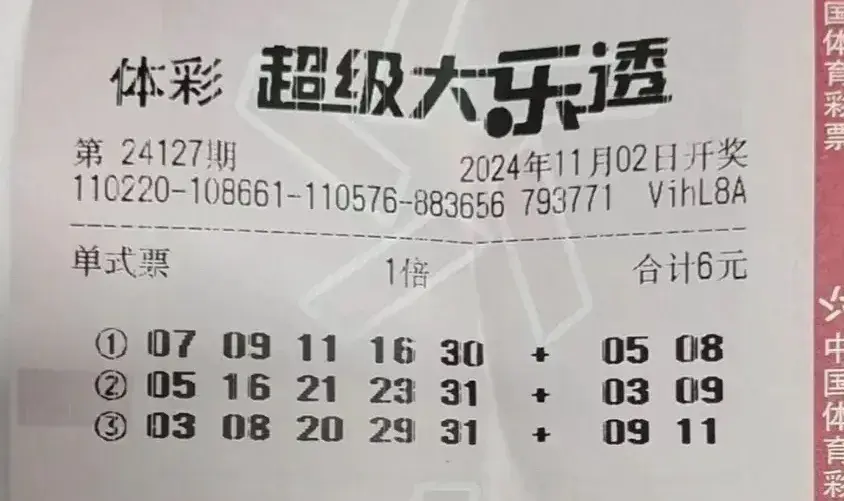 体彩 超级大乐透
第 24127期 2024年11月02日开奖
110220-108661-110576-883656 793771 VihL8A
单式票 1倍 合计6元
① 07 09 11 16 30 + 05 08
② 05 16 21 23 31 + 03 09
③ 03 08 20 29 31 + 09 11
国体育彩票
中国体育彩